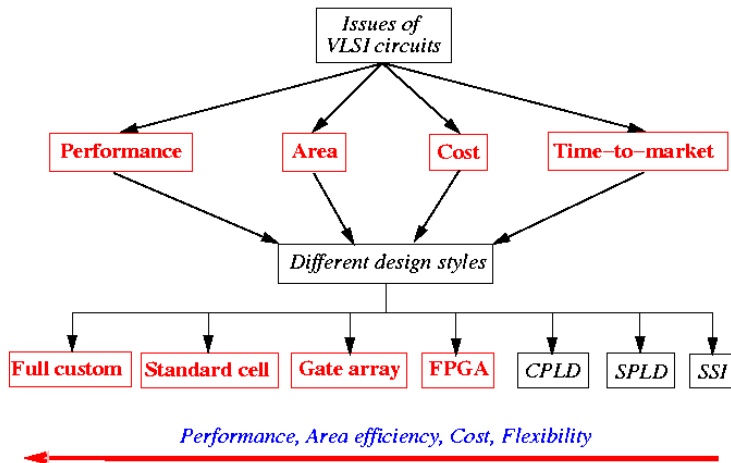 Issues of
VLSI circuits
Performance
Area
Cost
Time-to-market
Different design styles
Full custom
Standard cell
Gate array
FPGA
CPLD
SPLD
SSI
Performance, Area efficiency, Cost, Flexibility